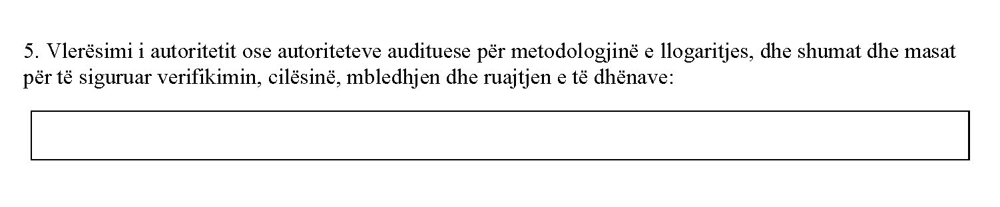 5. Vlerësimi i autoritetit ose autoriteteve audituese për metodologjinë e llogaritjes, dhe shumat dhe masat
për të siguruar verifikimin, cilësinë, mbledhjen dhe ruajtjen e të dhënave: